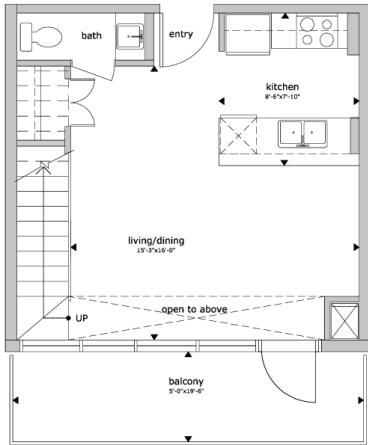 bath
entry
kitchen
8'-6"x7'-10"
living/dining
15'-3"x16'-0"
open to above
UP
balcony
5'-0"x19'-6"